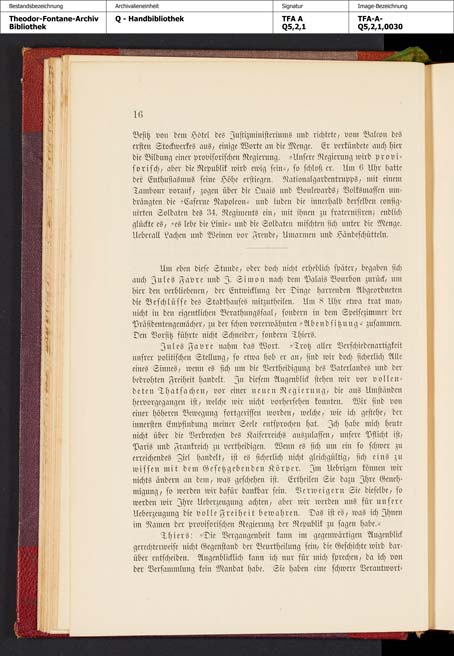 Bestandsbezeichnung
Archivalieneinheit
Signatur
Image-Bezeichnung
Theodor-Fontane-Archiv
Bibliothek
Q - Handbibliothek
TFA A
Q5,2,1
TFA-A-
Q5,2,1,0030
16
Besitz von dem Hôtel des Justizministeriums und richtete, vom Balcon des
ersten Stockwerkes aus, einige Worte an die Menge. Er verkündete auch hier
die Bildung einer provisorischen Regierung. »Unsere Regierung wird provi-
sorisch, aber die Republik wird ewig sein«, so schloß er. Um 6 Uhr hatte
der Enthusiasmus seine Höhe erstiegen. Nationalgardentrupps, mit einem
Tambour vorauf, zogen über die Quais und Boulevards; Volksmassen um-
drängten die »Caserne Napoleon« und luden die innerhalb derselben consig-
nirten Soldaten des 34. Regiments ein, mit ihnen zu fraternisiren; endlich
glückte es; »es lebe die Linie« und die Soldaten mischten sich unter die Menge.
Ueberall Lachen und Weinen vor Freude, Umarmen und Händeschütteln.
Um eben diese Stunde, oder doch nicht erheblich später, begaben sich
auch Jules Favre und J. Simon nach dem Palais Bourbon zurück, um
hier den verbliebenen, der Entwicklung der Dinge harrenden Abgeordneten
die Beschlüsse des Stadthauses mitzutheilen. Um 8 Uhr etwa trat man,
nicht in den eigentlichen Berathungssaal, sondern in dem Speisezimmer der
Präsidentengemächer, zu der schon vorerwähnten »Abendsitzung« zusammen.
Den Vorsitz führte nicht Schneider, sondern Thiers.
Jules Favre nahm das Wort. »Trotz aller Verschiedenartigkeit
unsrer politischen Stellung, so etwa hob er an, sind wir doch sicherlich Alle
eines Sinnes, wenn es sich um die Vertheidigung des Vaterlandes und der
bedrohten Freiheit handelt. In diesem Augenblick stehen wir vor vollen-
deten Thatsachen, vor einer neuen Regierung, die aus Umständen
hervorgegangen ist, welche wir nicht vorhersehen konnten. Wir sind von
einer höheren Bewegung fortgerissen worden, welche, wie ich gestehe, der
innersten Empfindung meiner Seele entsprochen hat. Ich habe mich heute
nicht über die Verbrechen des Kaiserreichs auszulassen, unsere Pflicht ist,
Paris und Frankreich zu vertheidigen. Wenn es sich um ein so schwer zu
erreichendes Ziel handelt, ist es sicherlich nicht gleichgültig, sich eins zu
wissen mit dem Gesetzgebenden Körper. Im Uebrigen können wir
nichts ändern an dem, was geschehen ist. Ertheilen Sie dazu Ihre Geneh-
migung, so werden wir dafür dankbar sein. Verweigern Sie dieselbe, so
werden wir Ihre Ueberzeugung achten, aber wir werden uns für unsere
Ueberzeugung die volle Freiheit bewahren. Das ist es, was ich Ihnen
im Namen der provisorischen Regierung der Republik zu sagen habe.«
Thiers: »Die Vergangenheit kann im gegenwärtigen Augenblick
gerechterweise nicht Gegenstand der Beurtheilung sein; die Geschichte wird dar-
über entscheiden. Augenblicklich kann ich nur für mich sprechen, da ich von
der Versammlung kein Mandat habe. Sie haben eine schwere Verantwort-